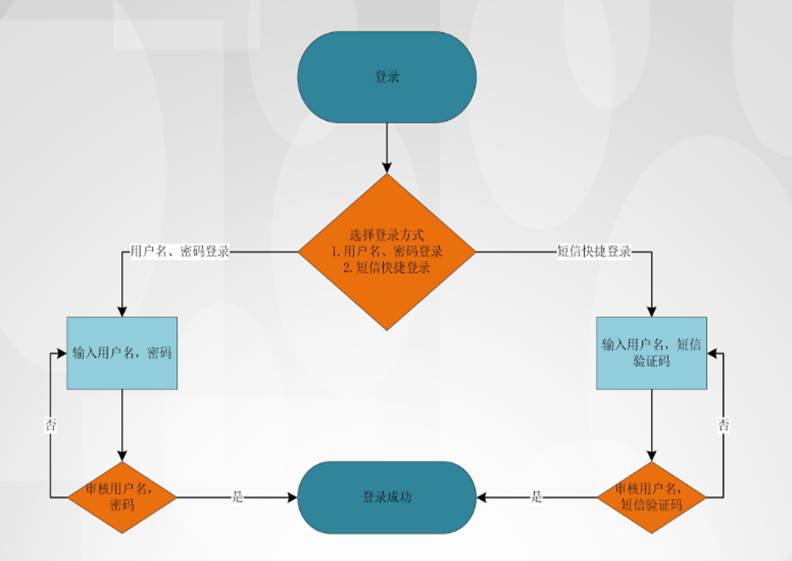 登录
选择登录方式
1.用户名、密码登录
2.短信快捷登录
用户名、密码登录
短信快捷登录
输入用户名，密码
输入用户名，短信
验证码
否
否
审核用户名，
密码
是
登录成功
是
审核用户名，
短信验证码